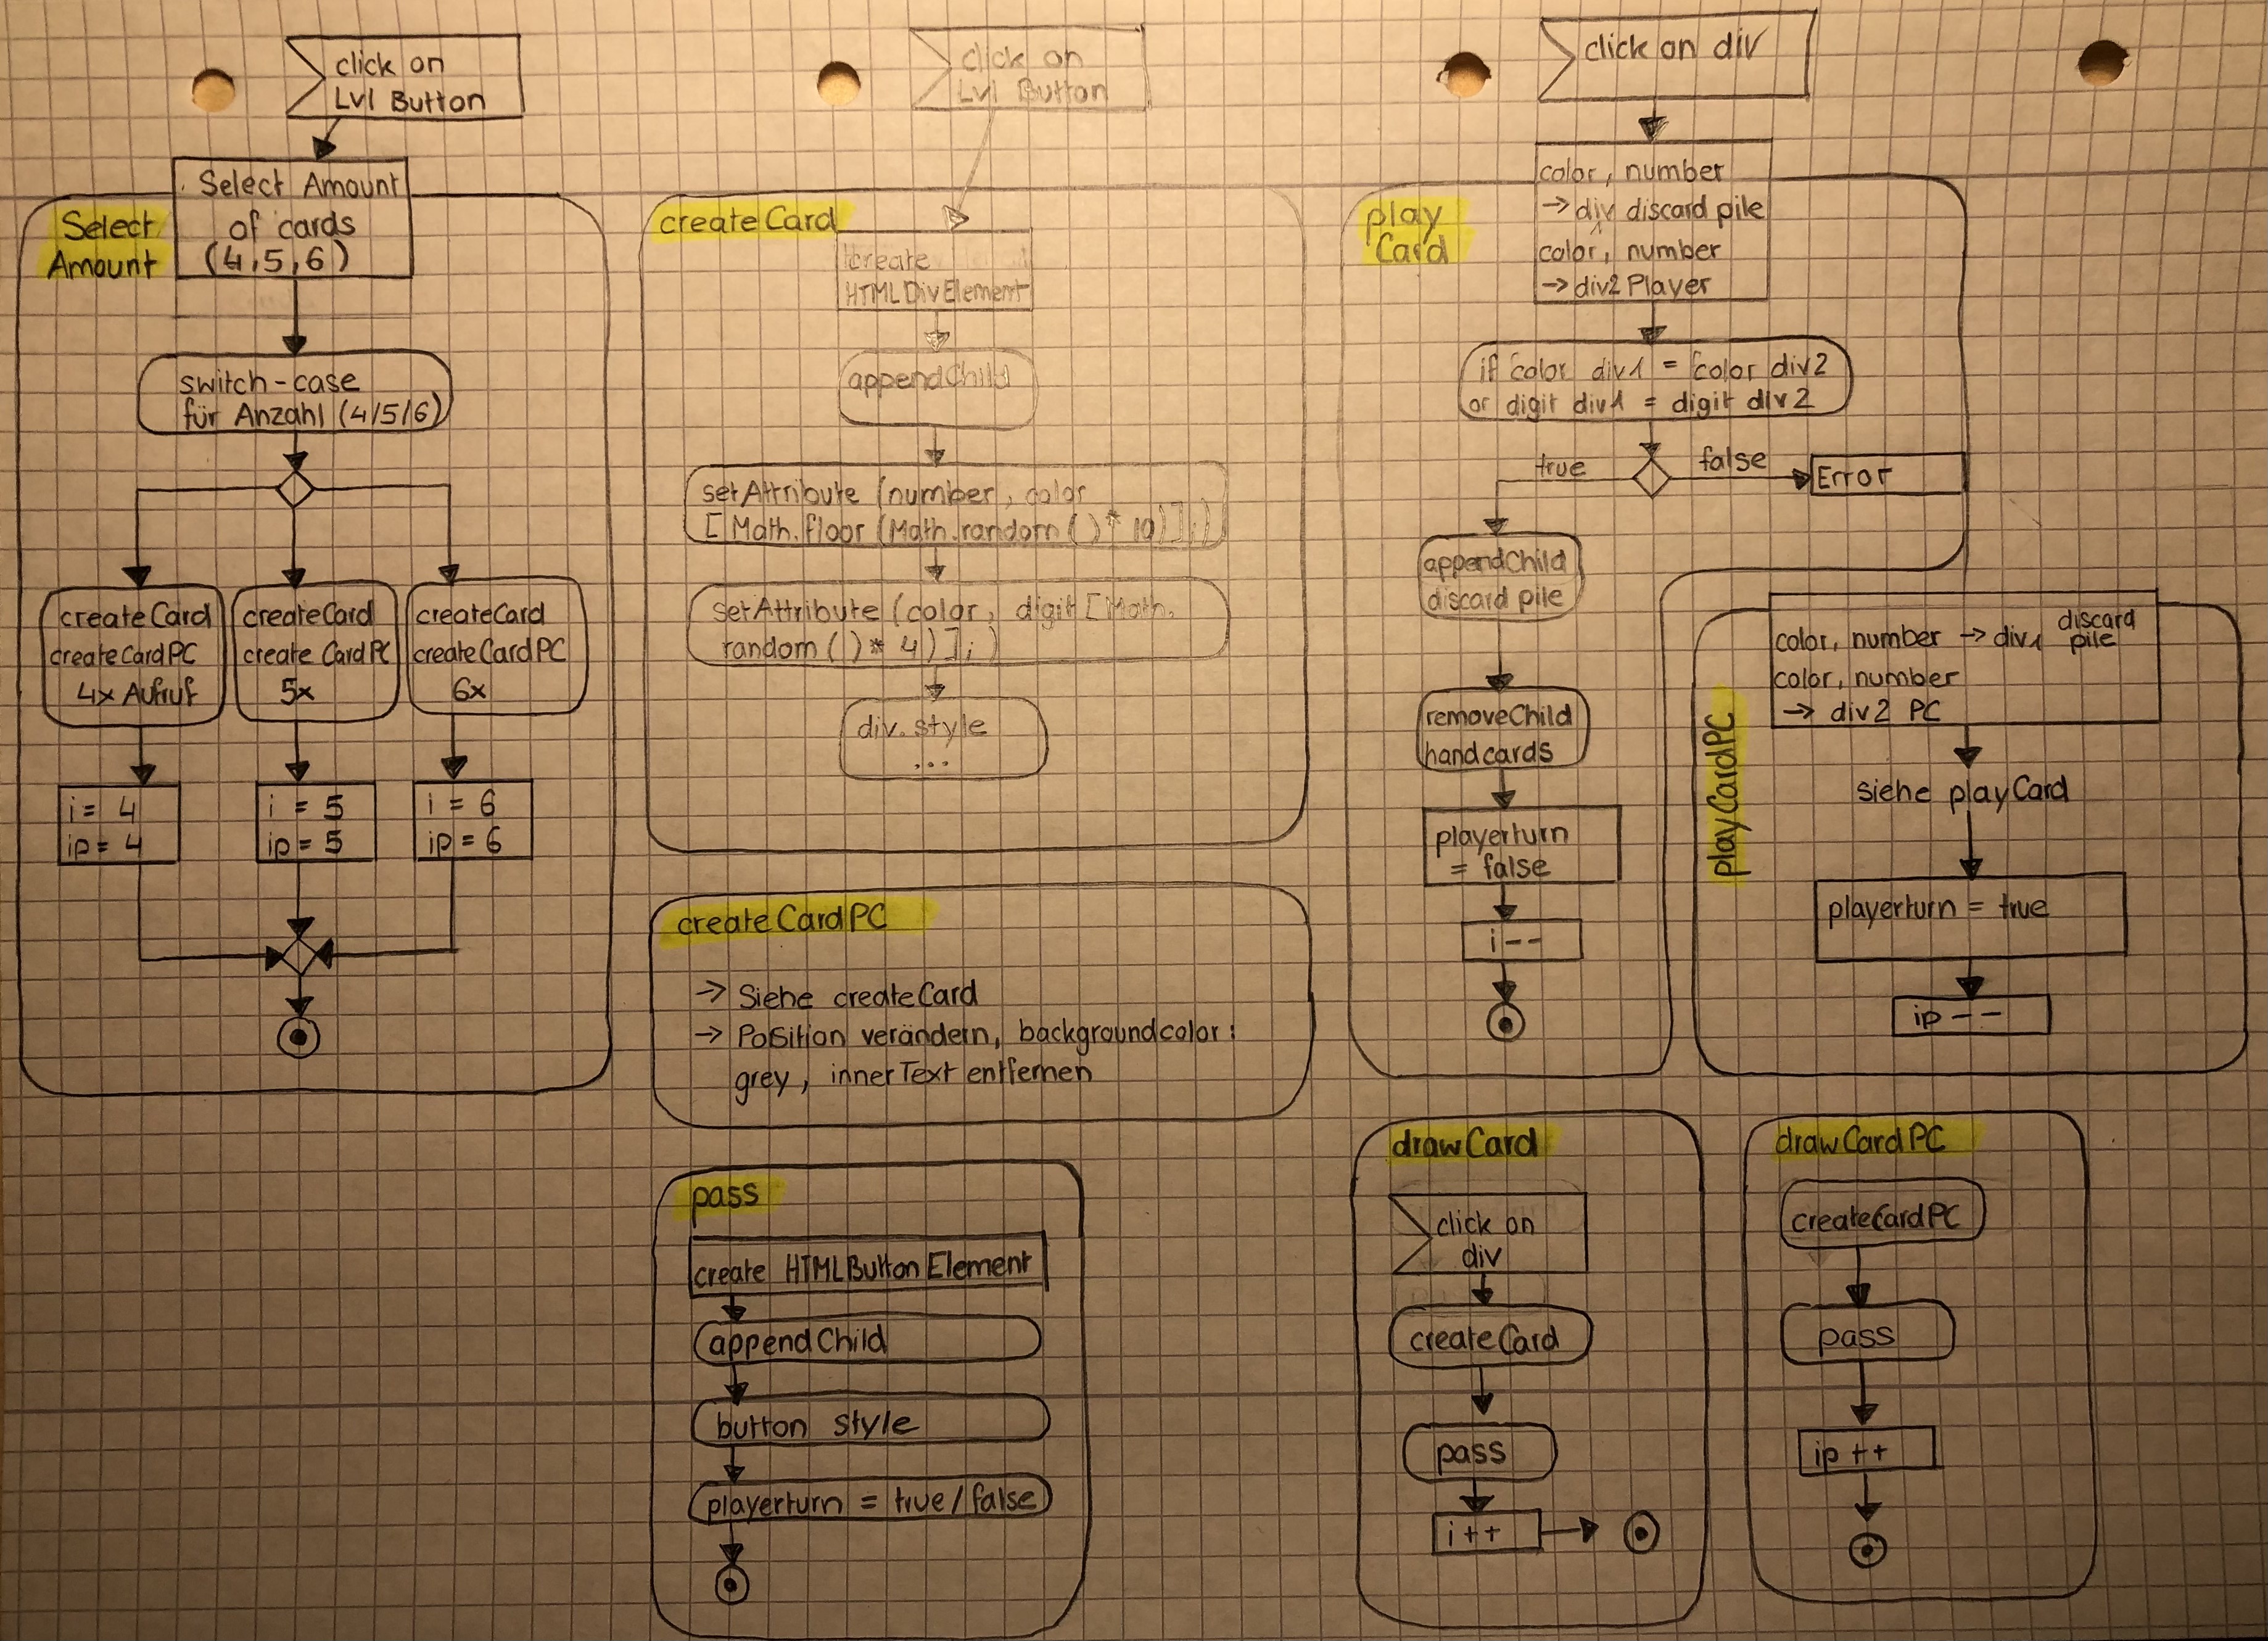 click on
Lvl Button
Select
Amount
Select Amount
of cards
(4,5,6)
switch-case
für Anzahl (4/5/6)
createCard
createCardPC
4x Aufruf
createCard
createCardPC
5x
createCard
createCardPC
6x
i = 4
ip = 4
i = 5
ip = 5
i = 6
ip = 6
click on
Lvl Button
createCard
create
HTMLDivElement
appendChild
setAttribute (number, color
[Math.floor (Math.random () * 10)];)
setAttribute (color, digit [Math.
random () * 4)]; )
div.style
...
createCardPC
→ Siehe createCard
→ Position verändern, backgroundcolor:
grey, innerText entfernen
pass
create HTMLButtonElement
appendChild
button style
playerturn = true/false
click on div
play
Card
color, number
→ div discard pile
color, number
→ div2 Player
if color div1 = color div2
or digit div1 = digit div2
true
false
Error
appendChild
discard pile
removeChild
handcards
playerturn
= false
i--
playCardPC
color, number → div1 discard
pile
color, number
→ div2 PC
siehe playCard
playerturn = true
ip--
drawCard
click on
div
createCard
pass
i++
drawCardPC
createCardPC
pass
ip++